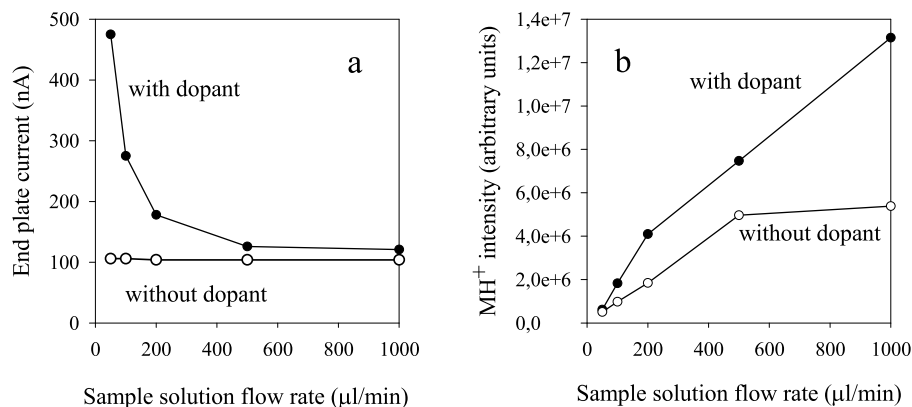 500
400
300
200
100
0
End plate current (nA)
a
with dopant
without dopant
0 200 400 600 800 1000
Sample solution flow rate (μl/min)
1,4e+7
1,2e+7
1,0e+7
8,0e+6
6,0e+6
4,0e+6
2,0e+6
0,0
MH+ intensity (arbitrary units)
b
with dopant
without dopant
0 200 400 600 800 1000
Sample solution flow rate (μl/min)